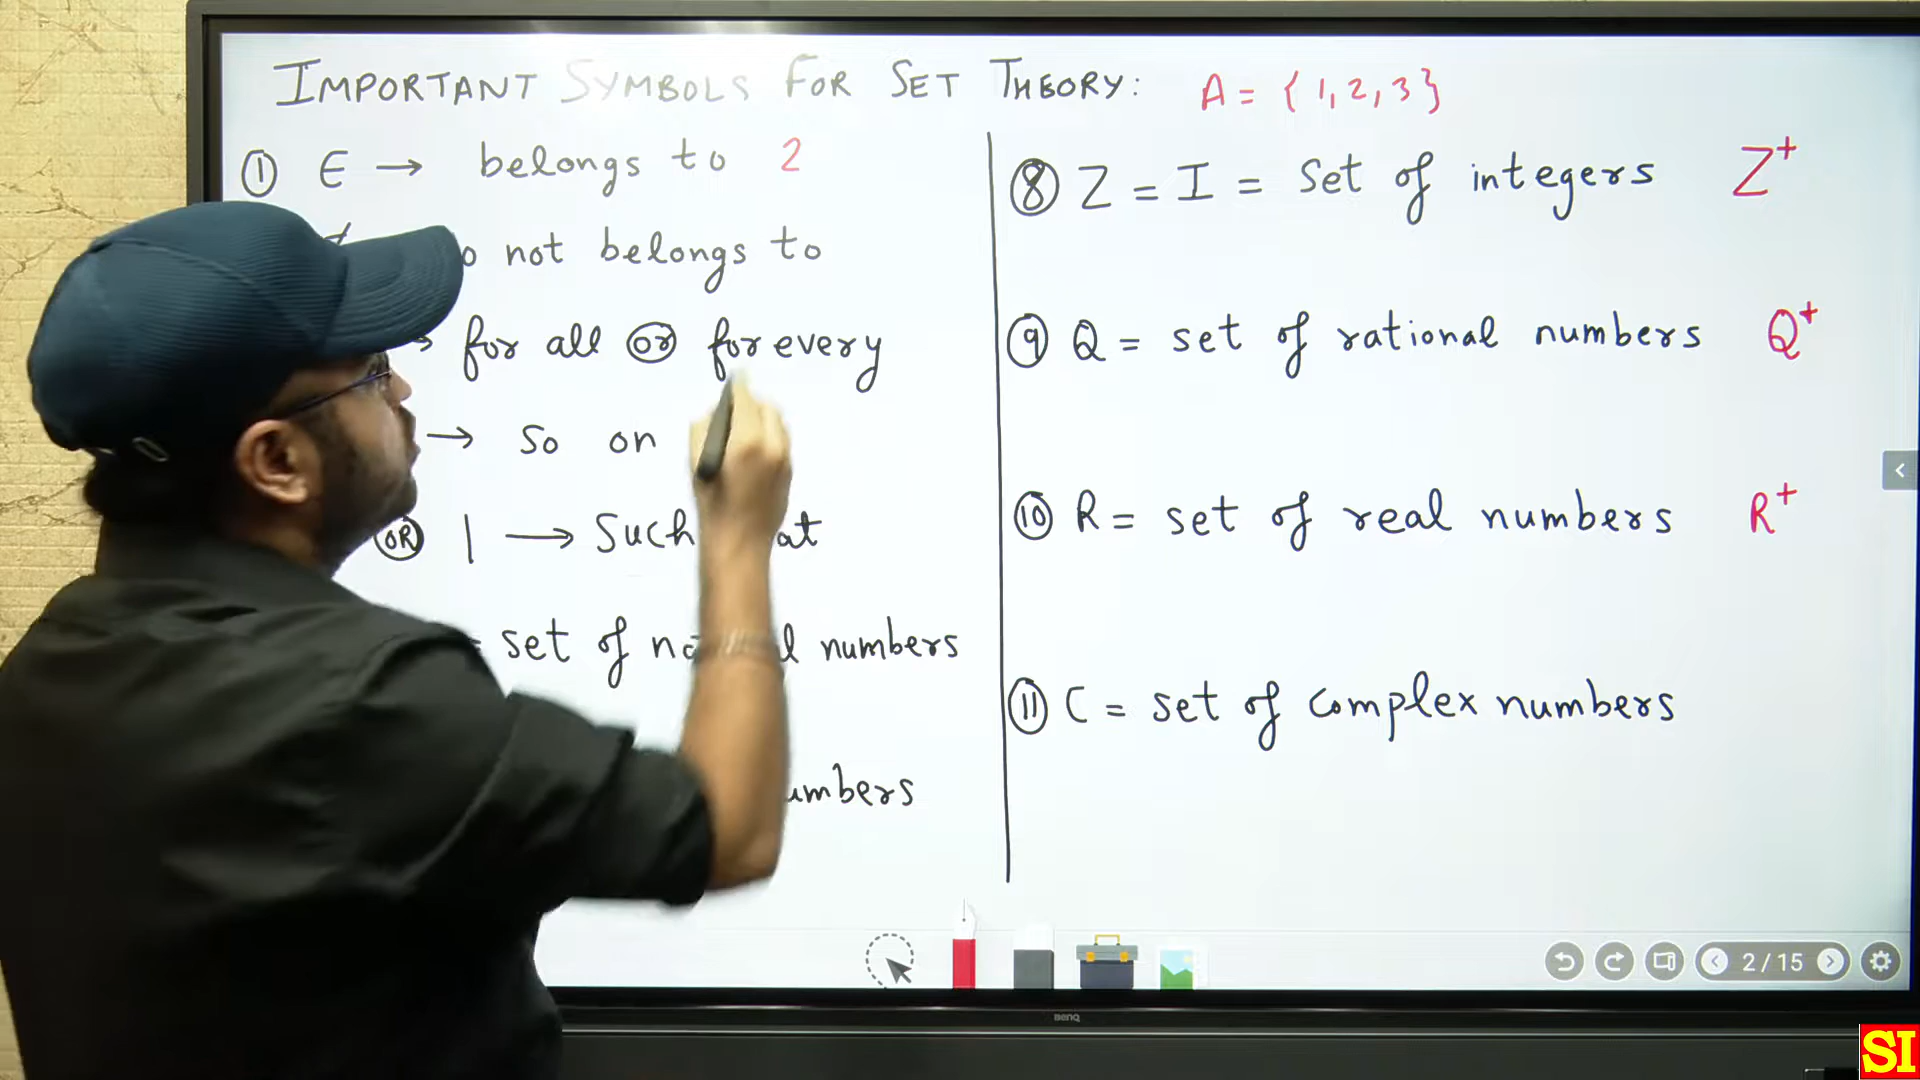 IMPORTANT SYMBOLS FOR SET THEORY: A = {1,2,3}
① ∈ → belongs to 2
not belongs to
for all OR for every
→ So on
OR | → Such at
set of numbers
umbers
⑧ Z = I = Set of integers Z⁺
⑨ Q = set of rational numbers Q⁺
⑩ R = set of real numbers R⁺
⑪ C = set of complex numbers
2/15
BenQ
SI